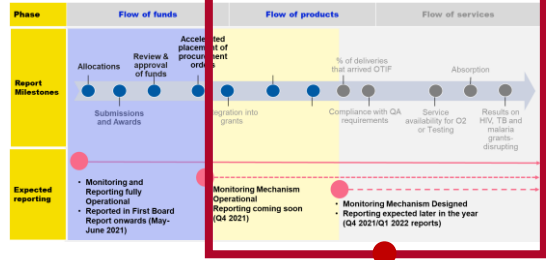 Phase
Flow of funds
Flow of products
Flow of services
Report
Milestones
Allocations
Review &
approval
of funds
Accelerated
placement of
procurement
orders
% of deliveries
that arrived OTIF
Absorption
Submissions
and Awards
egration into
grants
Compliance with QA
requirements
Service
availability for O2
or Testing
Results on
HIV, TB and
malaria
grants-
disrupting
Expected
reporting
• Monitoring and
Reporting fully
Operational
• Reported in First Board
Report onwards (May-
June 2021)
Monitoring Mechanism
Operational
Reporting coming soon
(Q4 2021)
• Monitoring Mechanism Designed
• Reporting expected later in the year
(Q4 2021/Q1 2022 reports)